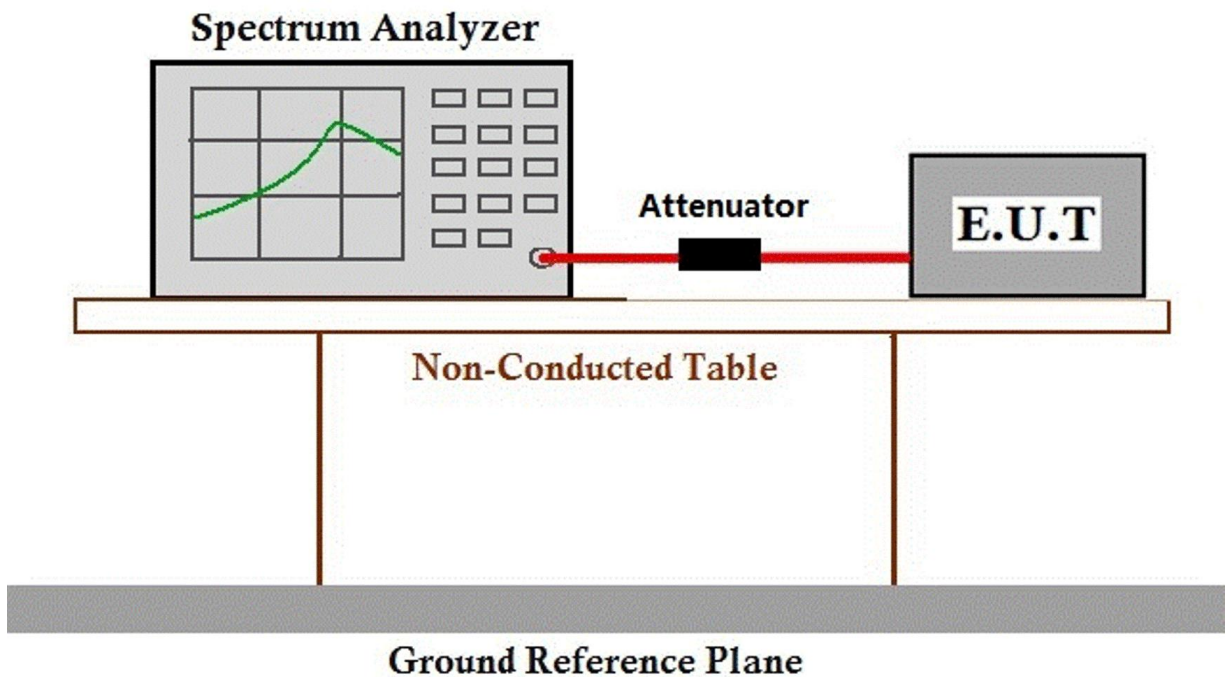 Spectrum Analyzer
Attenuator
E.U.T
Non-Conducted Table
Ground Reference Plane